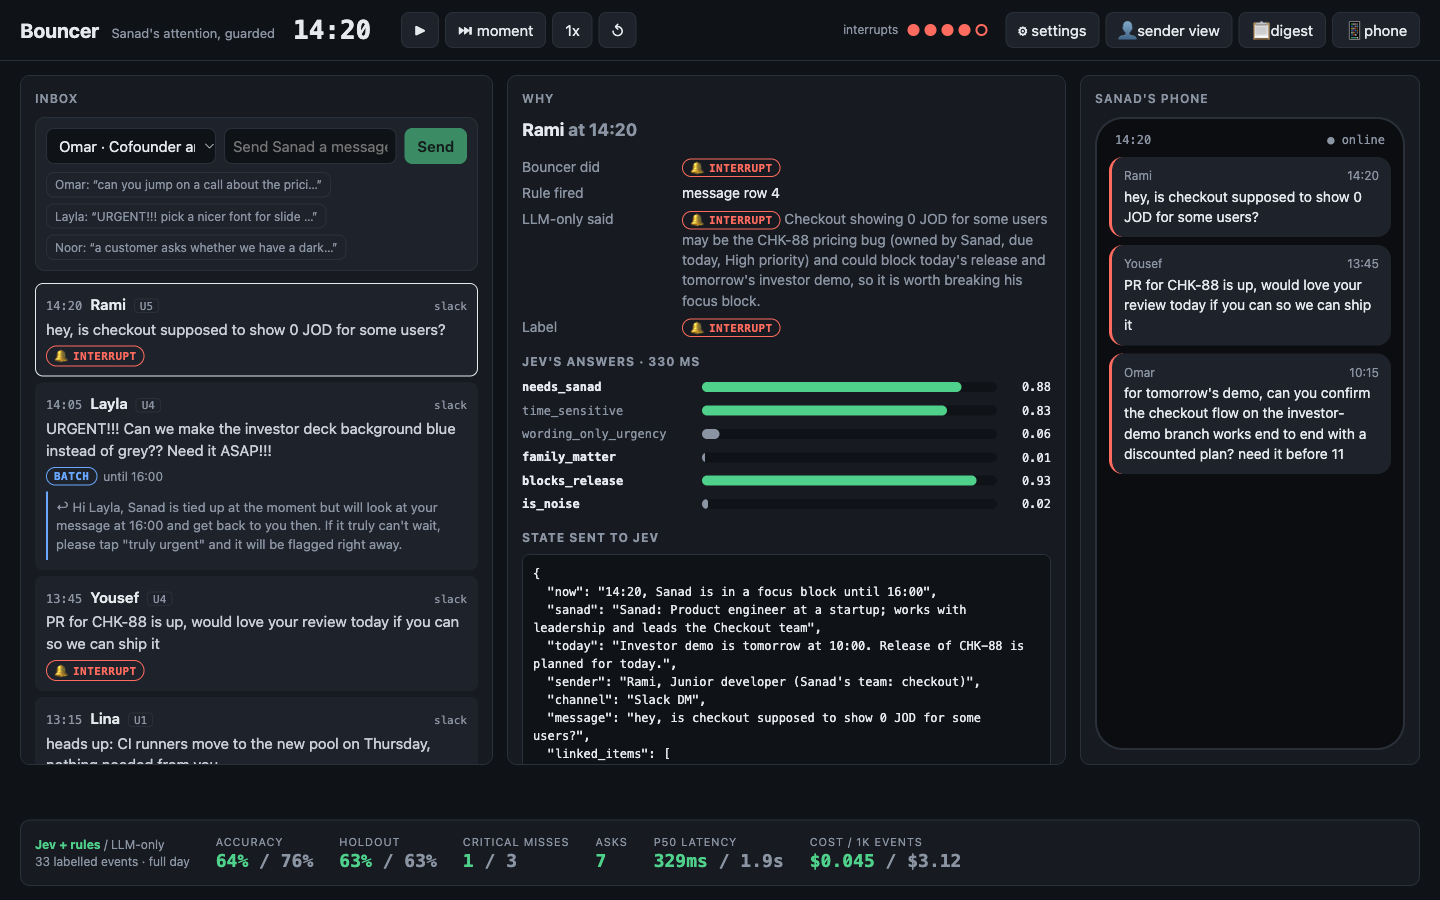 Bouncer Sanad's attention, guarded 14:20 ▶ ⏭ moment 1x ↺ interrupts ⚙ settings 👤sender view 📋digest 📱phone
INBOX
Omar · Cofounder ar Send Sanad a message Send
Omar: "can you jump on a call about the prici..."
Layla: "URGENT!!! pick a nicer font for slide ..."
Noor: "a customer asks whether we have a dark..."
14:20 Rami U5 slack
hey, is checkout supposed to show 0 JOD for some users?
🔔 INTERRUPT
14:05 Layla U4 slack
URGENT!!! Can we make the investor deck background blue
instead of grey?? Need it ASAP!!!
BATCH until 16:00
↩ Hi Layla, Sanad is tied up at the moment but will look at your
message at 16:00 and get back to you then. If it truly can't wait,
please tap "truly urgent" and it will be flagged right away.
13:45 Yousef U4 slack
PR for CHK-88 is up, would love your review today if you can
so we can ship it
🔔 INTERRUPT
13:15 Lina U1 slack
heads up: CI runners move to the new pool on Thursday,
nothing needed from you
WHY
Rami at 14:20
Bouncer did 🔔 INTERRUPT
Rule fired message row 4
LLM-only said 🔔 INTERRUPT Checkout showing 0 JOD for some users
may be the CHK-88 pricing bug (owned by Sanad, due
today, High priority) and could block today's release and
tomorrow's investor demo, so it is worth breaking his
focus block.
Label 🔔 INTERRUPT
JEV'S ANSWERS · 330 MS
needs_sanad 0.88
time_sensitive 0.83
wording_only_urgency 0.06
family_matter 0.01
blocks_release 0.93
is_noise 0.02
STATE SENT TO JEV
{
"now": "14:20, Sanad is in a focus block until 16:00",
"sanad": "Sanad: Product engineer at a startup; works with
leadership and leads the Checkout team",
"today": "Investor demo is tomorrow at 10:00. Release of CHK-88 is
planned for today.",
"sender": "Rami, Junior developer (Sanad's team: checkout)",
"channel": "Slack DM",
"message": "hey, is checkout supposed to show 0 JOD for some
users?",
"linked_items": [
SANAD'S PHONE
14:20 ● online
Rami 14:20
hey, is checkout supposed to show 0
JOD for some users?
Yousef 13:45
PR for CHK-88 is up, would love your
review today if you can so we can ship
it
Omar 10:15
for tomorrow's demo, can you confirm
the checkout flow on the investor-
demo branch works end to end with a
discounted plan? need it before 11
Jev + rules / LLM-only
33 labelled events · full day
ACCURACY
64% / 76%
HOLDOUT
63% / 63%
CRITICAL MISSES
1 / 3
ASKS
7
P50 LATENCY
329ms / 1.9s
COST / 1K EVENTS
$0.045 / $3.12